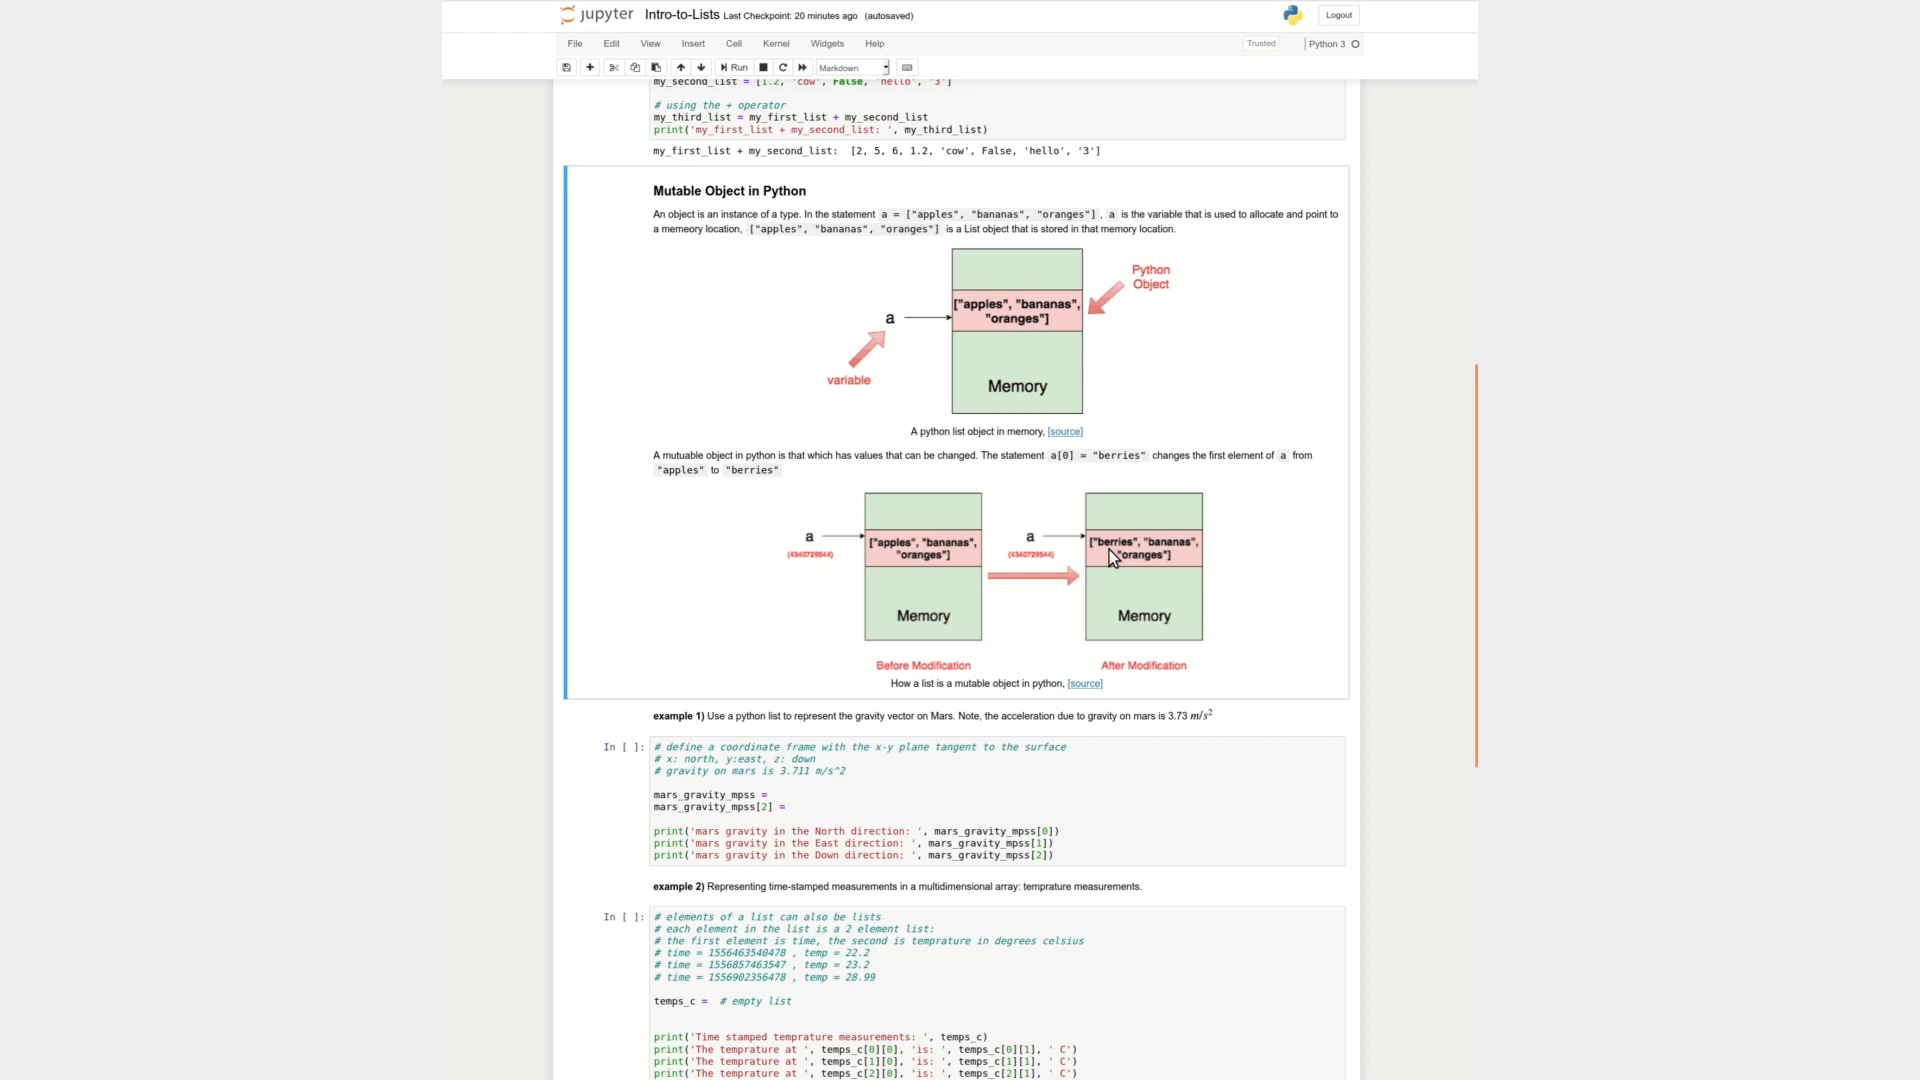 jupyter Intro-to-Lists Last Checkpoint: 20 minutes ago (autosaved) Logout
File Edit View Insert Cell Kernel Widgets Help Trusted Python 3
Run Markdown
my_second_list = [1.2, 'cow', False, 'hello', '3']
# using the + operator
my_third_list = my_first_list + my_second_list
print('my_first_list + my_second_list: ', my_third_list)
my_first_list + my_second_list:  [2, 5, 6, 1.2, 'cow', False, 'hello', '3']
Mutable Object in Python
An object is an instance of a type. In the statement a = ["apples", "bananas", "oranges"] , a is the variable that is used to allocate and point to
a memeory location, ["apples", "bananas", "oranges"] is a List object that is stored in that memory location.
Python
Object
["apples", "bananas",
"oranges"]
a
variable
Memory
A python list object in memory, [source]
A mutuable object in python is that which has values that can be changed. The statement a[0] = "berries" changes the first element of a from
"apples" to "berries"
a
(4340729544)
["apples", "bananas",
"oranges"]
Memory
Before Modification
a
(4340729544)
["berries", "bananas",
"oranges"]
Memory
After Modification
How a list is a mutable object in python, [source]
example 1) Use a python list to represent the gravity vector on Mars. Note, the acceleration due to gravity on mars is 3.73 m/s²
In [ ]: # define a coordinate frame with the x-y plane tangent to the surface
# x: north, y:east, z: down
# gravity on mars is 3.711 m/s^2
mars_gravity_mpss =
mars_gravity_mpss[2] =
print('mars gravity in the North direction: ', mars_gravity_mpss[0])
print('mars gravity in the East direction: ', mars_gravity_mpss[1])
print('mars gravity in the Down direction: ', mars_gravity_mpss[2])
example 2) Representing time-stamped measurements in a multidimensional array: temprature measurements.
In [ ]: # elements of a list can also be lists
# each element in the list is a 2 element list:
# the first element is time, the second is temprature in degrees celsius
# time = 1556463540478 , temp = 22.2
# time = 1556857463547 , temp = 23.2
# time = 1556902356478 , temp = 28.99
temps_c =  # empty list
print('Time stamped temprature measurements: ', temps_c)
print('The temprature at ', temps_c[0][0], 'is: ', temps_c[0][1], ' C')
print('The temprature at ', temps_c[1][0], 'is: ', temps_c[1][1], ' C')
print('The temprature at ', temps_c[2][0], 'is: ', temps_c[2][1], ' C')